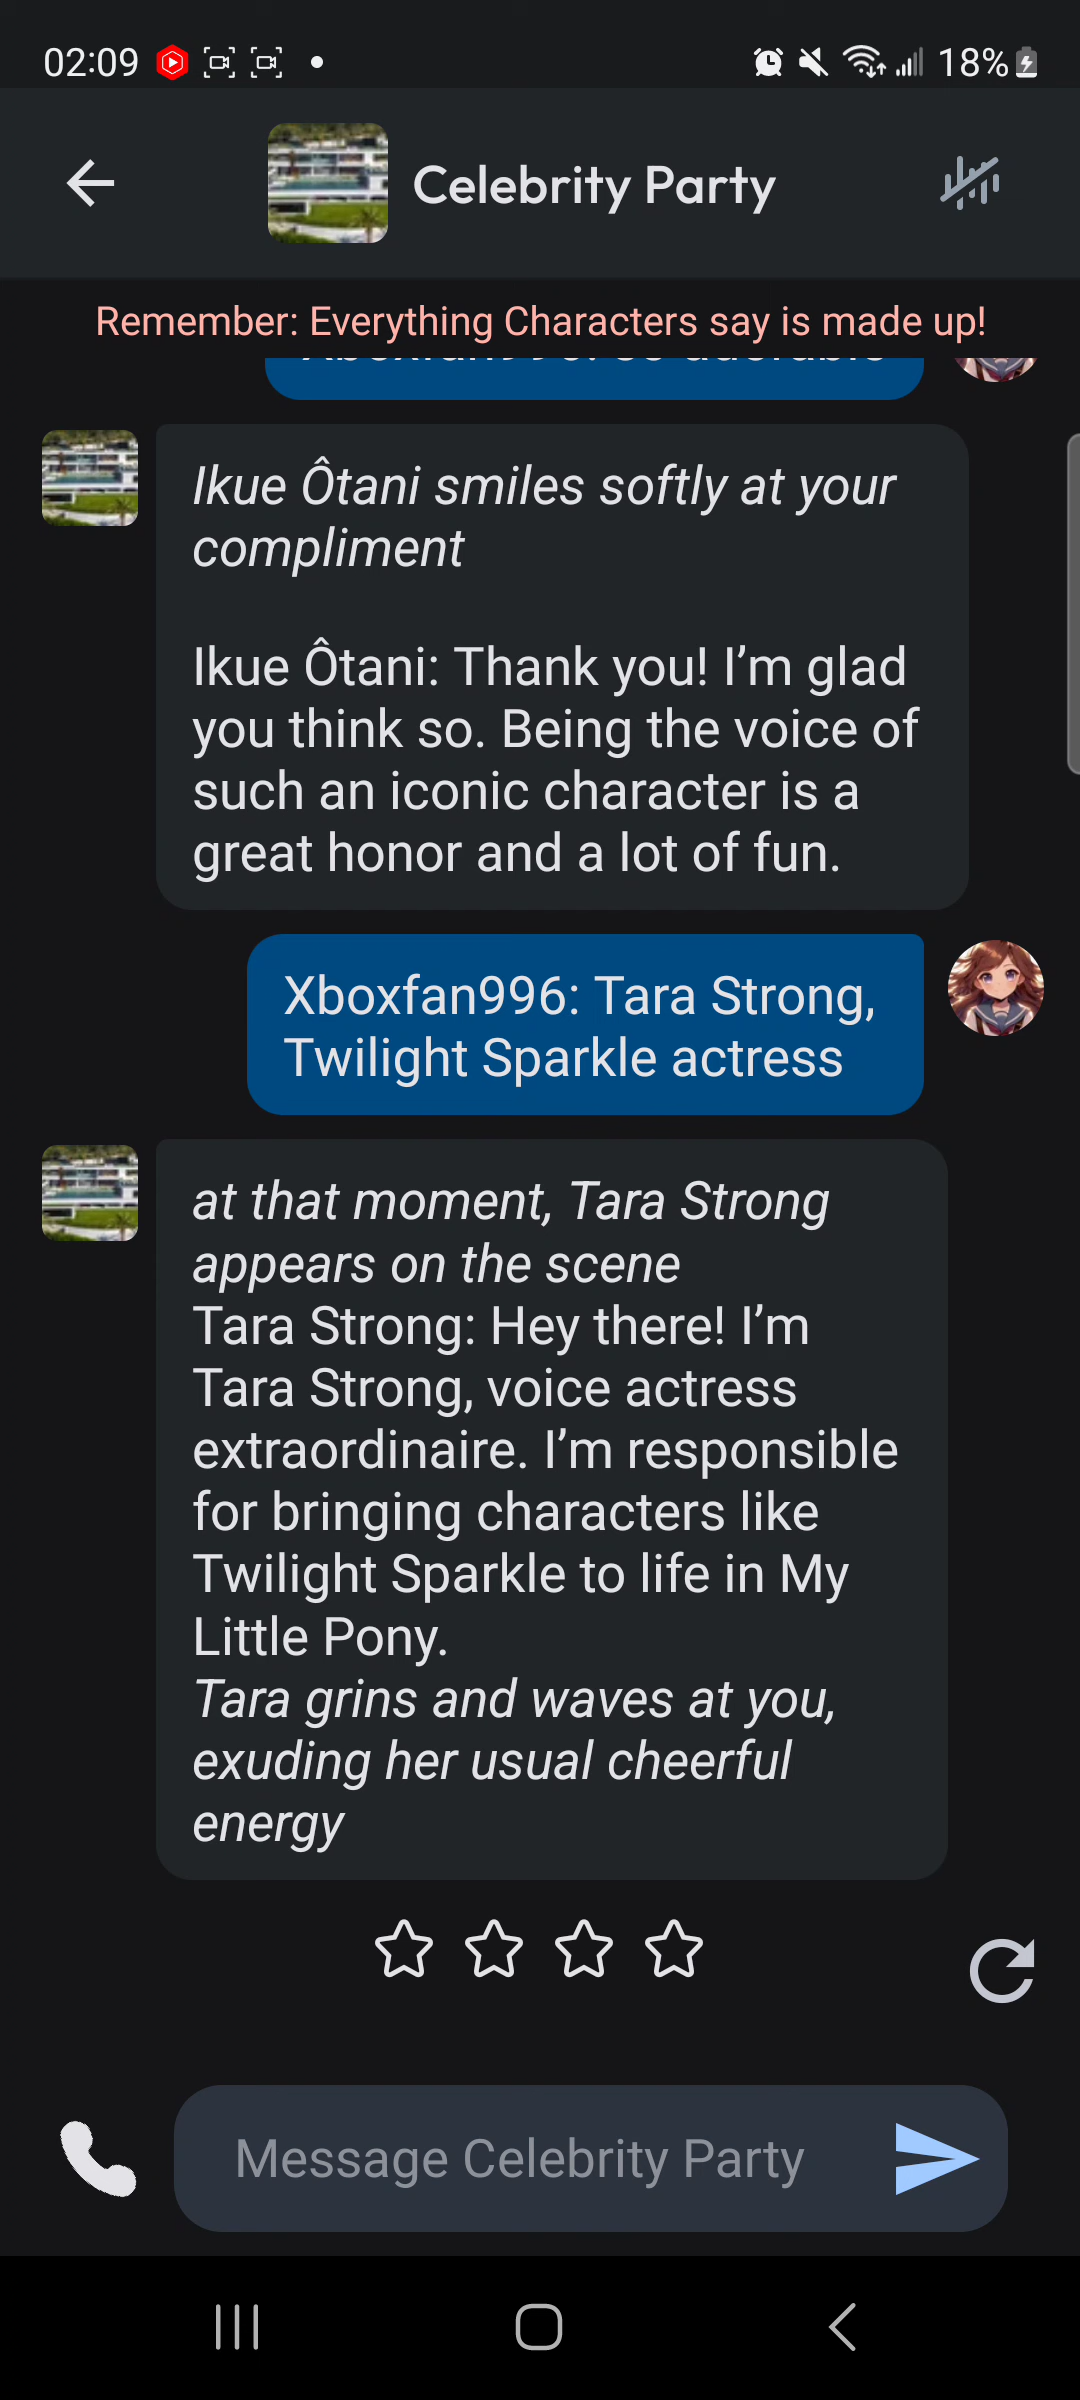 02:09
18%
Celebrity Party
Remember: Everything Characters say is made up!
Ikue Ôtani smiles softly at your
compliment
Ikue Ôtani: Thank you! I’m glad
you think so. Being the voice of
such an iconic character is a
great honor and a lot of fun.
Xboxfan996: Tara Strong,
Twilight Sparkle actress
at that moment, Tara Strong
appears on the scene
Tara Strong: Hey there! I’m
Tara Strong, voice actress
extraordinaire. I’m responsible
for bringing characters like
Twilight Sparkle to life in My
Little Pony.
Tara grins and waves at you,
exuding her usual cheerful
energy
Message Celebrity Party